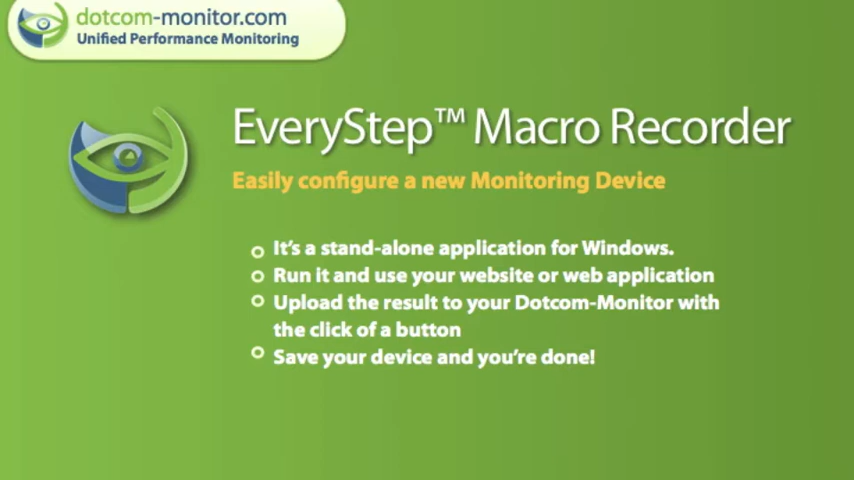 dotcom-monitor.com
Unified Performance Monitoring
EveryStep™ Macro Recorder
Easily configure a new Monitoring Device
It's a stand-alone application for Windows.
Run it and use your website or web application
Upload the result to your Dotcom-Monitor with
the click of a button
Save your device and you're done!